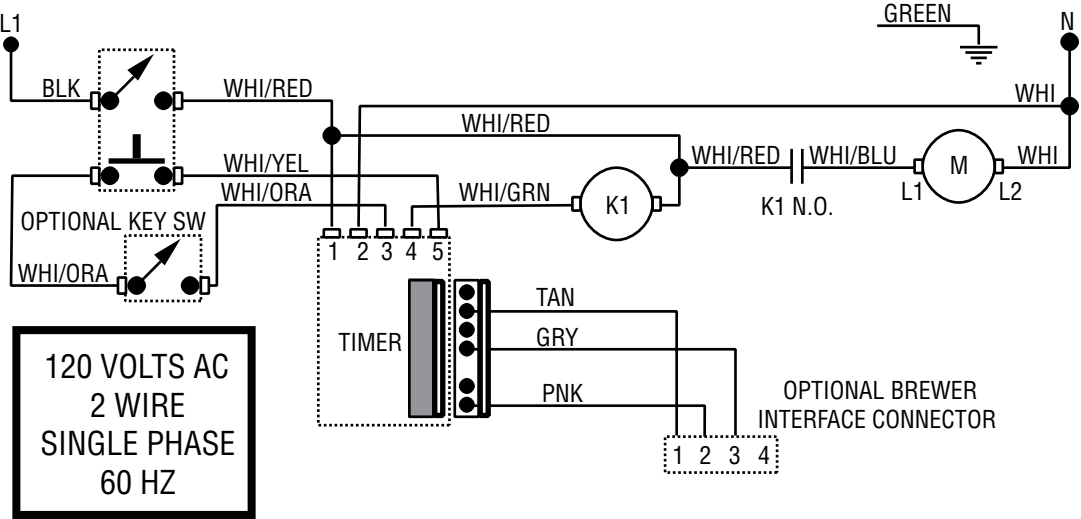 L1
GREEN
N
BLK
WHI/RED
WHI
WHI/RED
WHI/YEL
WHI/RED
WHI/BLU
M
WHI
WHI/ORA
WHI/GRN
K1
K1 N.O.
L1
L2
OPTIONAL KEY SW
WHI/ORA
1 2 3 4 5
TIMER
TAN
GRY
PNK
120 VOLTS AC
2 WIRE
SINGLE PHASE
60 HZ
OPTIONAL BREWER
INTERFACE CONNECTOR
1 2 3 4